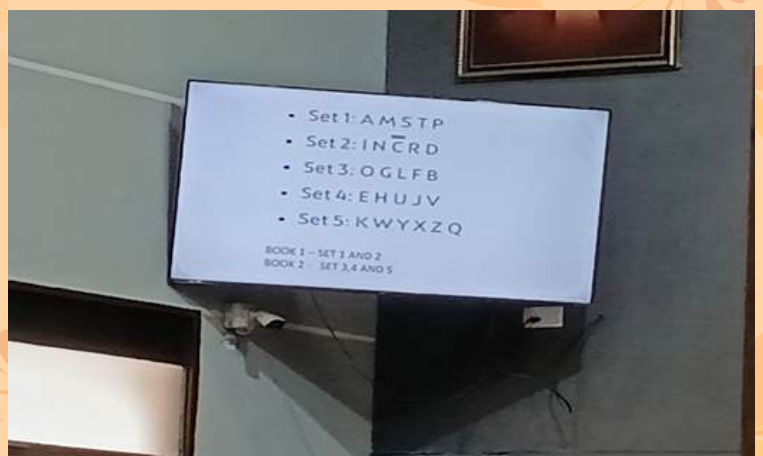 • Set 1: A M S T P
• Set 2: I N C̅ R D
• Set 3: O G L F B
• Set 4: E H U J V
• Set 5: K W Y X Z Q
BOOK 1 – SET 1 AND 2
BOOK 2 - SET 3,4 AND 5